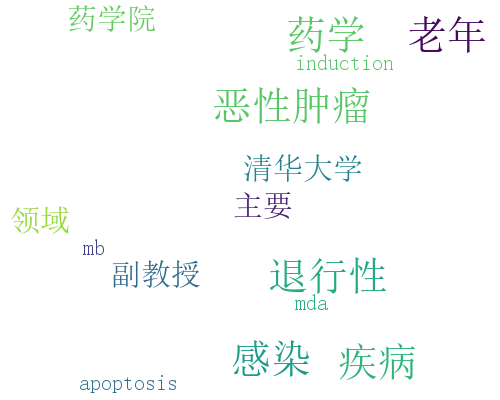 药学院
药学
老年
induction
恶性肿瘤
清华大学
主要
领域
mb
副教授
退行性
mda
感染
疾病
apoptosis